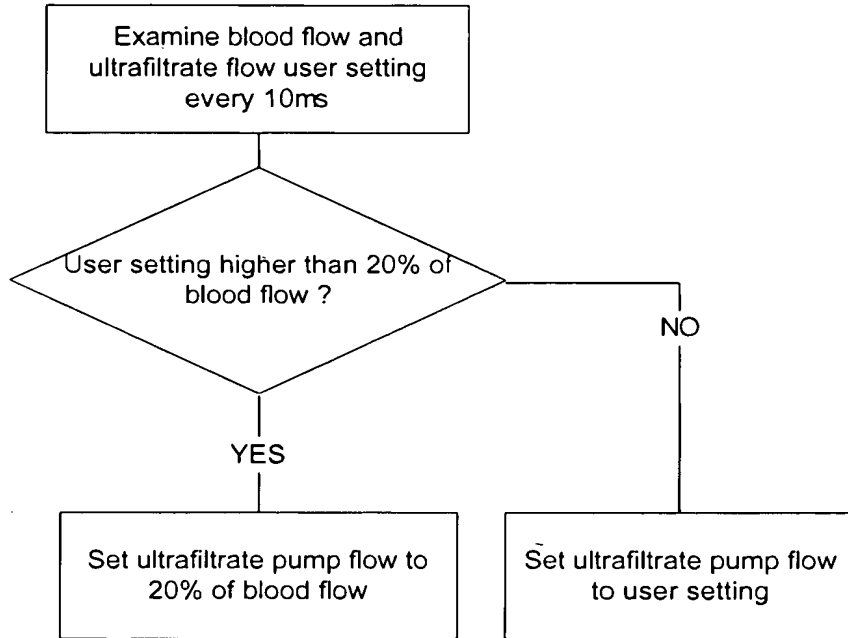 Examine blood flow and
ultrafiltrate flow user setting
every 10ms
User setting higher than 20% of
blood flow ?
NO
YES
Set ultrafiltrate pump flow to
20% of blood flow
Set ultrafiltrate pump flow
to user setting